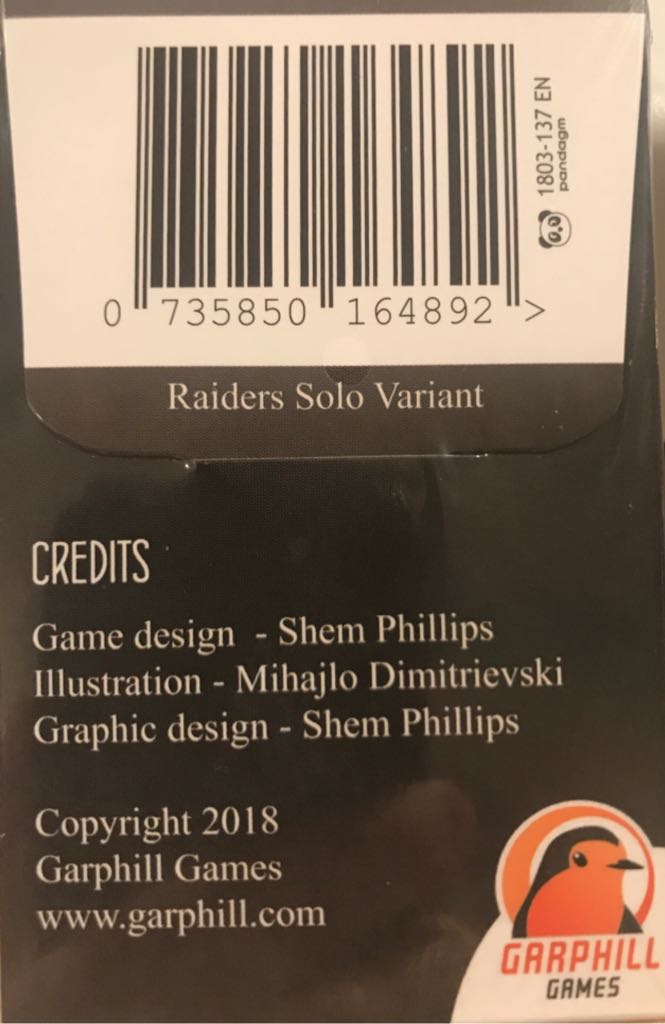 1803-137 EN
pandagm
0 735850 164892 >
Raiders Solo Variant
CREDITS
Game design - Shem Phillips
Illustration - Mihajlo Dimitrievski
Graphic design - Shem Phillips
Copyright 2018
Garphill Games
www.garphill.com
GARPHILL
GAMES